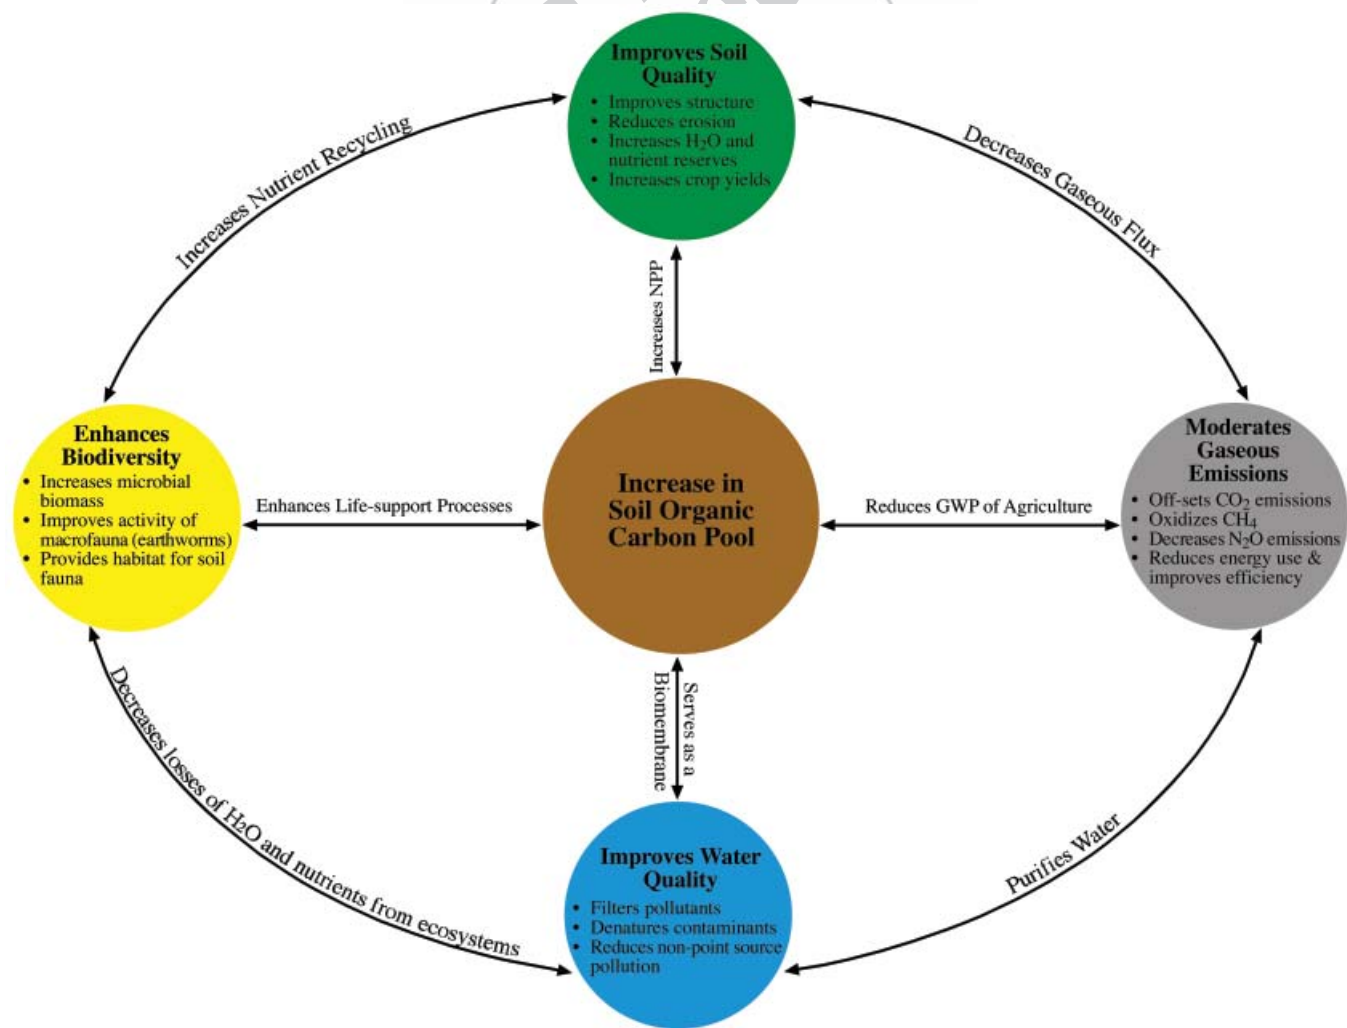 Improves Soil
Quality
• Improves structure
• Reduces erosion
• Increases H₂O and
nutrient reserves
• Increases crop yields
Increases Nutrient Recycling
Decreases Gaseous Flux
Increases NPP
Enhances
Biodiversity
• Increases microbial
biomass
• Improves activity of
macrofauna (earthworms)
• Provides habitat for soil
fauna
Enhances Life-support Processes
Increase in
Soil Organic
Carbon Pool
Reduces GWP of Agriculture
Moderates
Gaseous
Emissions
• Off-sets CO₂ emissions
• Oxidizes CH₄
• Decreases N₂O emissions
• Reduces energy use &
improves efficiency
Serves as a
Biomembrane
Decreases losses of H₂O and nutrients from ecosystems
Purifies Water
Improves Water
Quality
• Filters pollutants
• Denatures contaminants
• Reduces non-point source
pollution